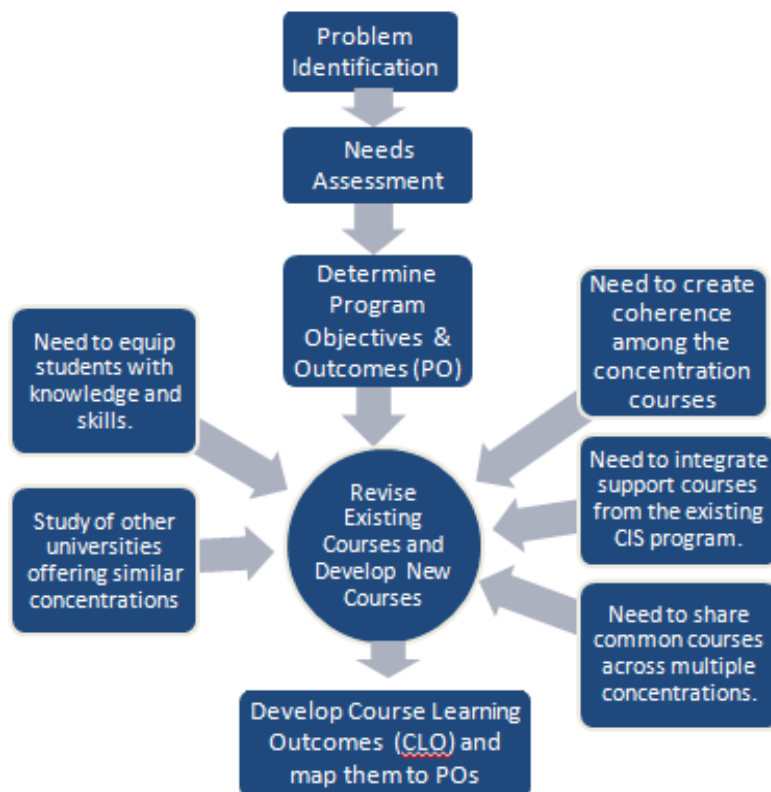 Problem
Identification
Needs
Assessment
Determine
Program
Objectives &
Outcomes (PO)
Need to equip
students with
knowledge and
skills.
Study of other
universities
offering similar
concentrations
Need to create
coherence
among the
concentration
courses
Need to integrate
support courses
from the existing
CIS program.
Need to share
common courses
across multiple
concentrations.
Revise
Existing
Courses and
Develop New
Courses
Develop Course Learning
Outcomes (CLO) and
map them to POs